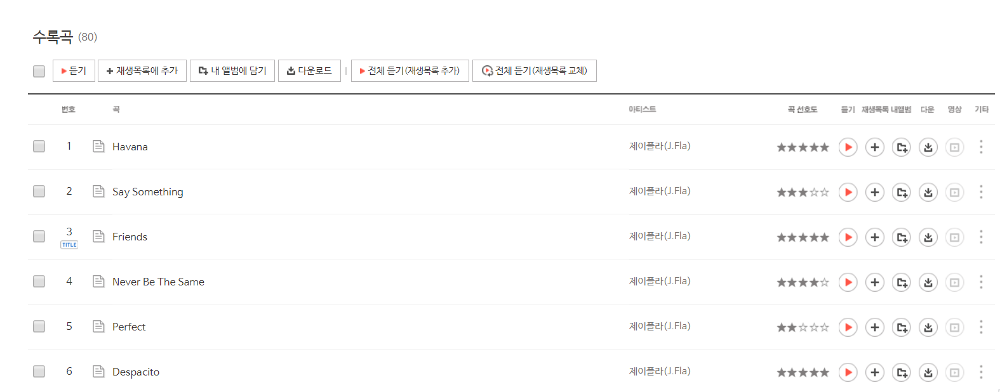 수록곡 (80)
듣기 재생목록에 추가 내 앨범에 담기 다운로드 전체 듣기(재생목록 추가) 전체 듣기(재생목록 교체)
번호 곡 아티스트 곡 선호도 듣기 재생목록 내앨범 다운 영상 기타
1 Havana 제이플라(J.Fla)
2 Say Something 제이플라(J.Fla)
3 TITLE Friends 제이플라(J.Fla)
4 Never Be The Same 제이플라(J.Fla)
5 Perfect 제이플라(J.Fla)
6 Despacito 제이플라(J.Fla)